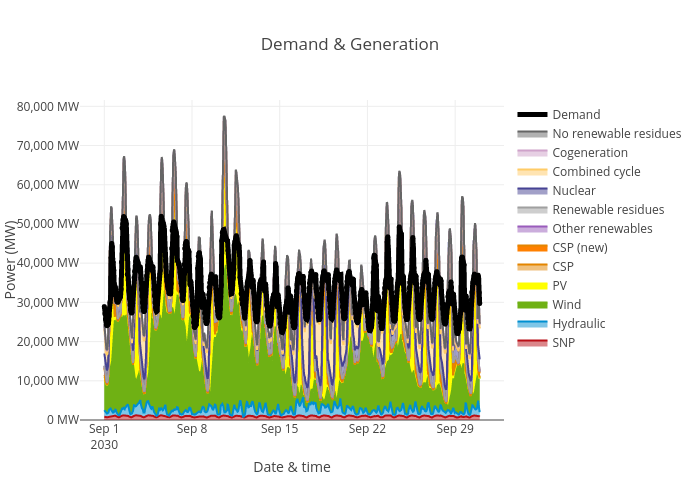 Demand & Generation
80,000 MW
70,000 MW
60,000 MW
50,000 MW
40,000 MW
30,000 MW
20,000 MW
10,000 MW
0 MW
Power (MW)
Sep 1
2030
Sep 8
Sep 15
Sep 22
Sep 29
Date & time
Demand
No renewable residues
Cogeneration
Combined cycle
Nuclear
Renewable residues
Other renewables
CSP (new)
CSP
PV
Wind
Hydraulic
SNP